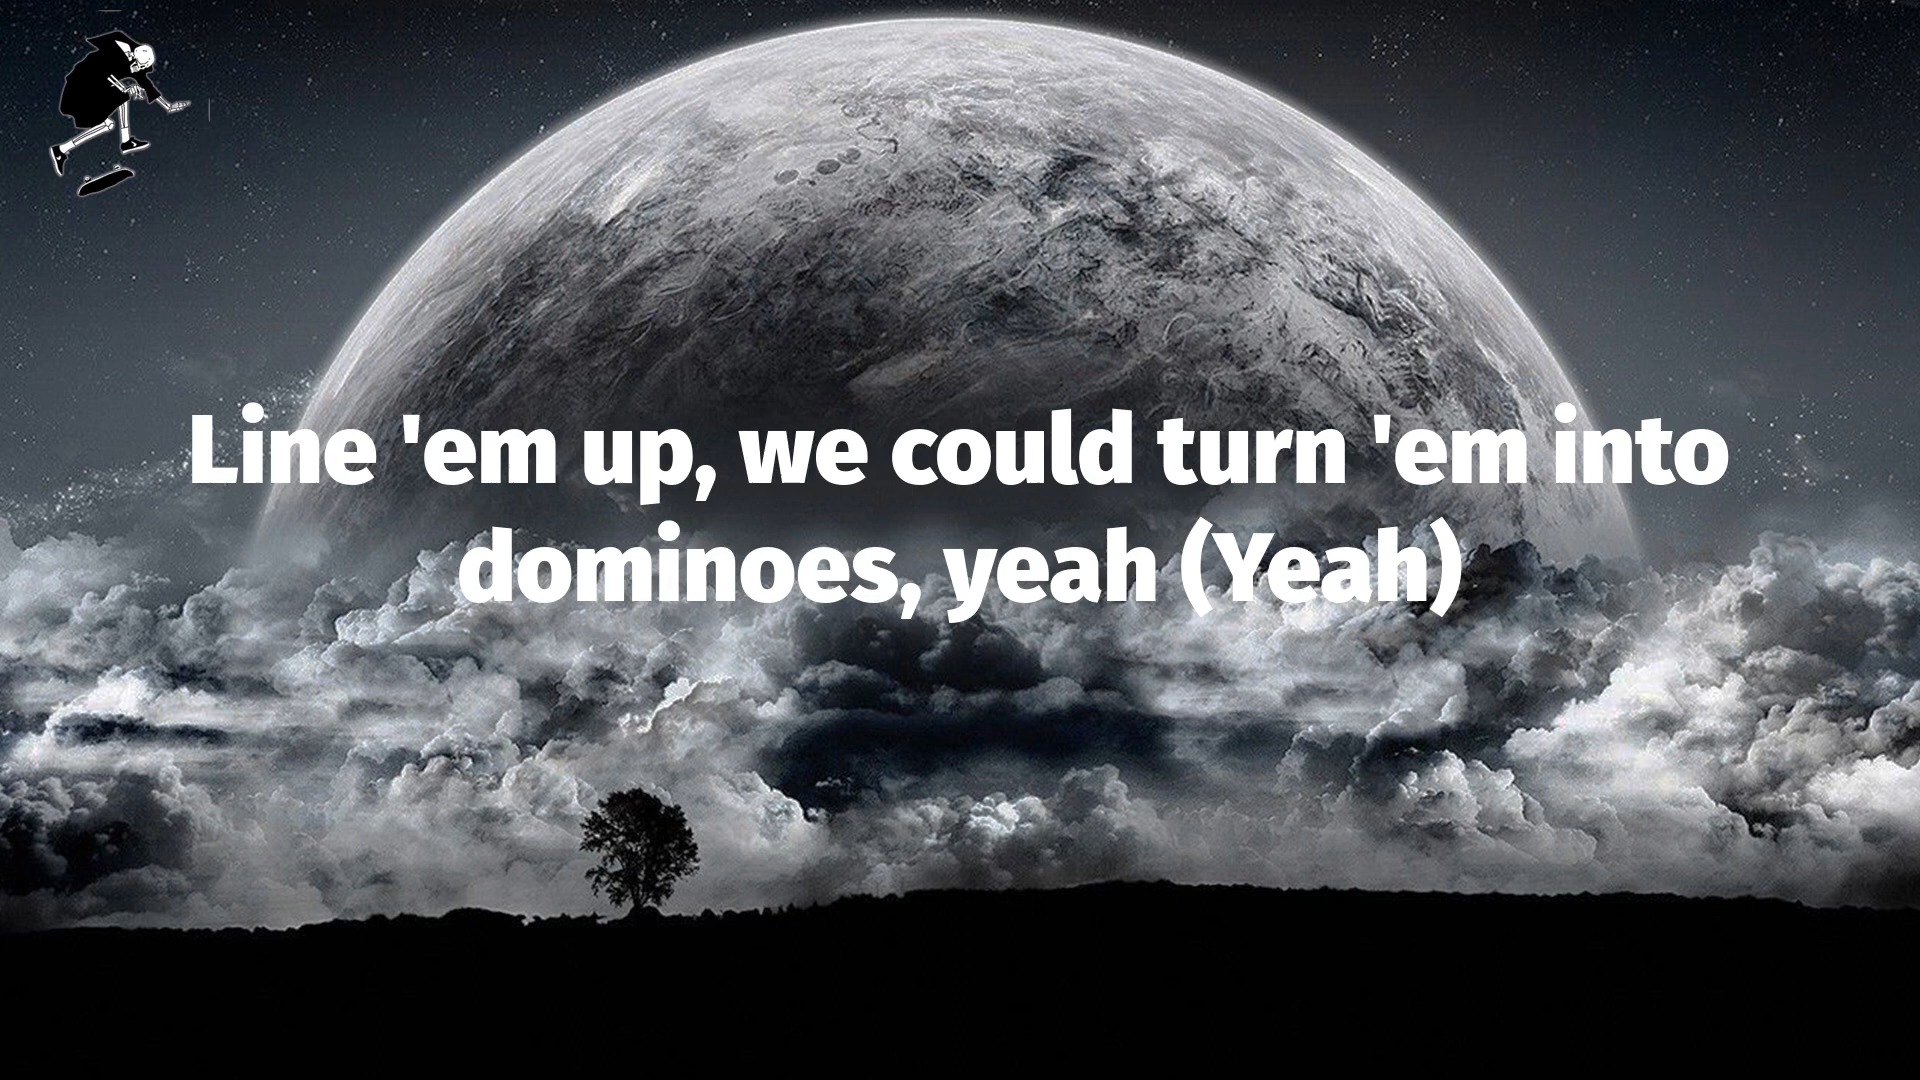 Line 'em up, we could turn 'em into
dominoes, yeah (Yeah)